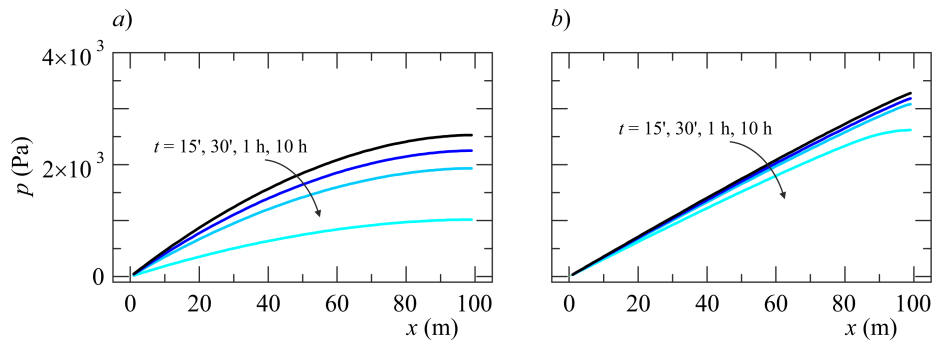 a)
b)
4×10³
2×10³
0
p (Pa)
t = 15', 30', 1 h, 10 h
0 20 40 60 80 100
x (m)
t = 15', 30', 1 h, 10 h
0 20 40 60 80 100
x (m)